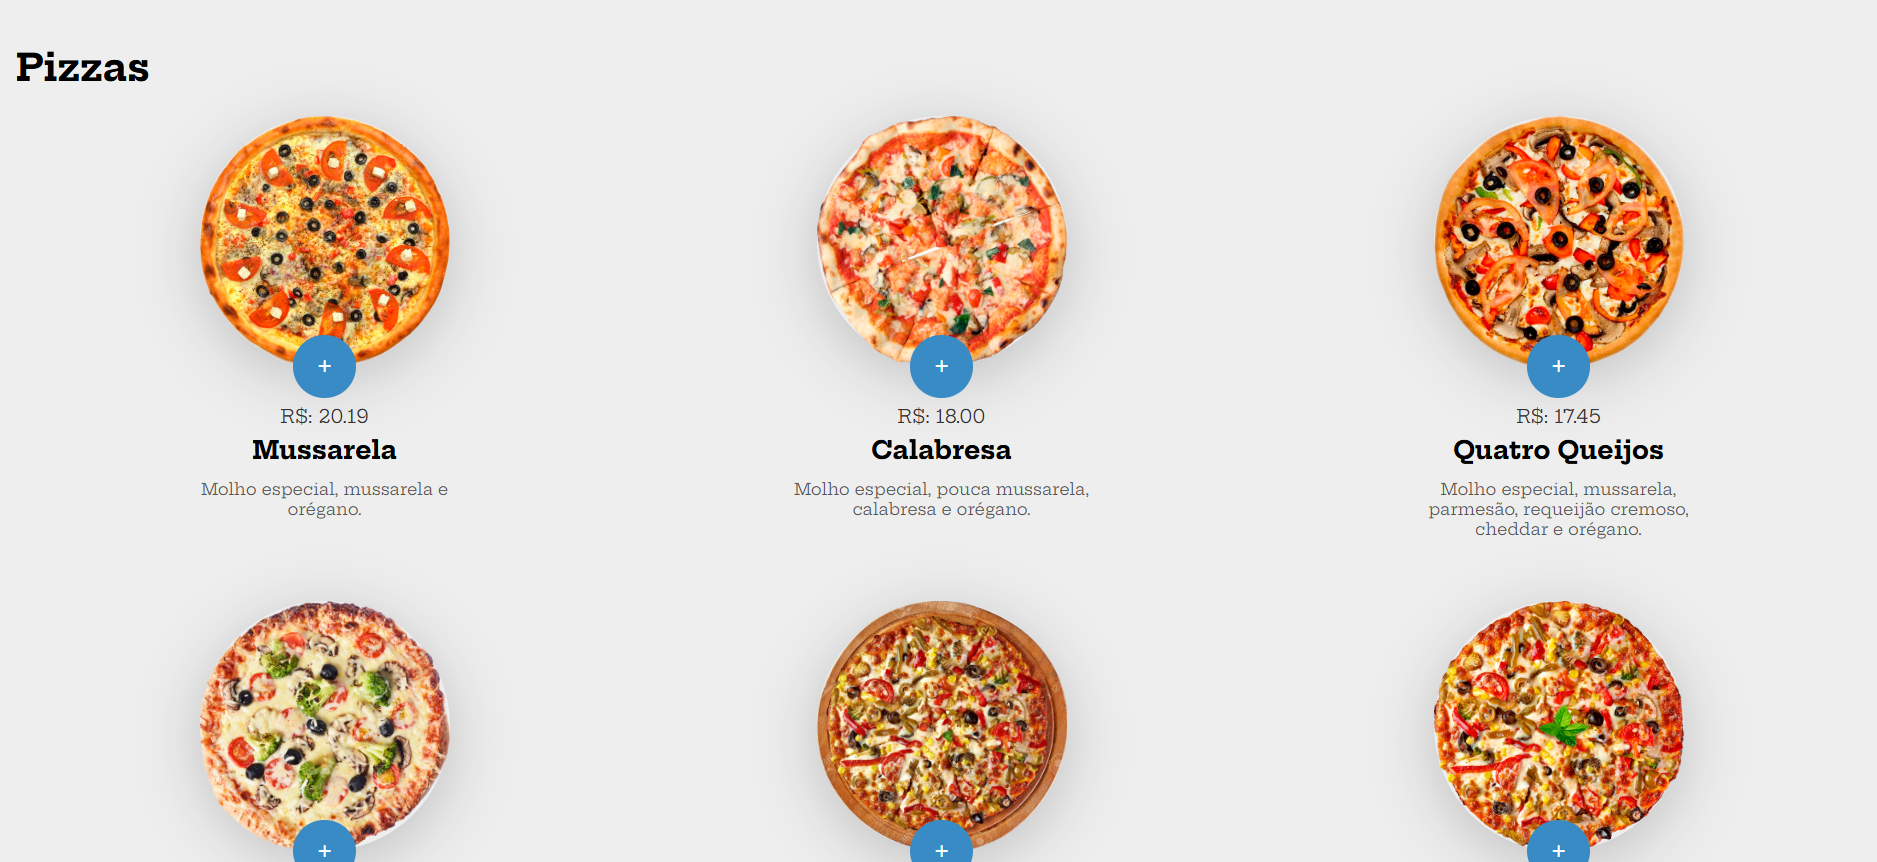 Pizzas
+
+
+
R$: 20.19
R$: 18.00
R$: 17.45
Mussarela
Calabresa
Quatro Queijos
Molho especial, mussarela e
orégano.
Molho especial, pouca mussarela,
calabresa e orégano.
Molho especial, mussarela,
parmesão, requeijão cremoso,
cheddar e orégano.
+
+
+